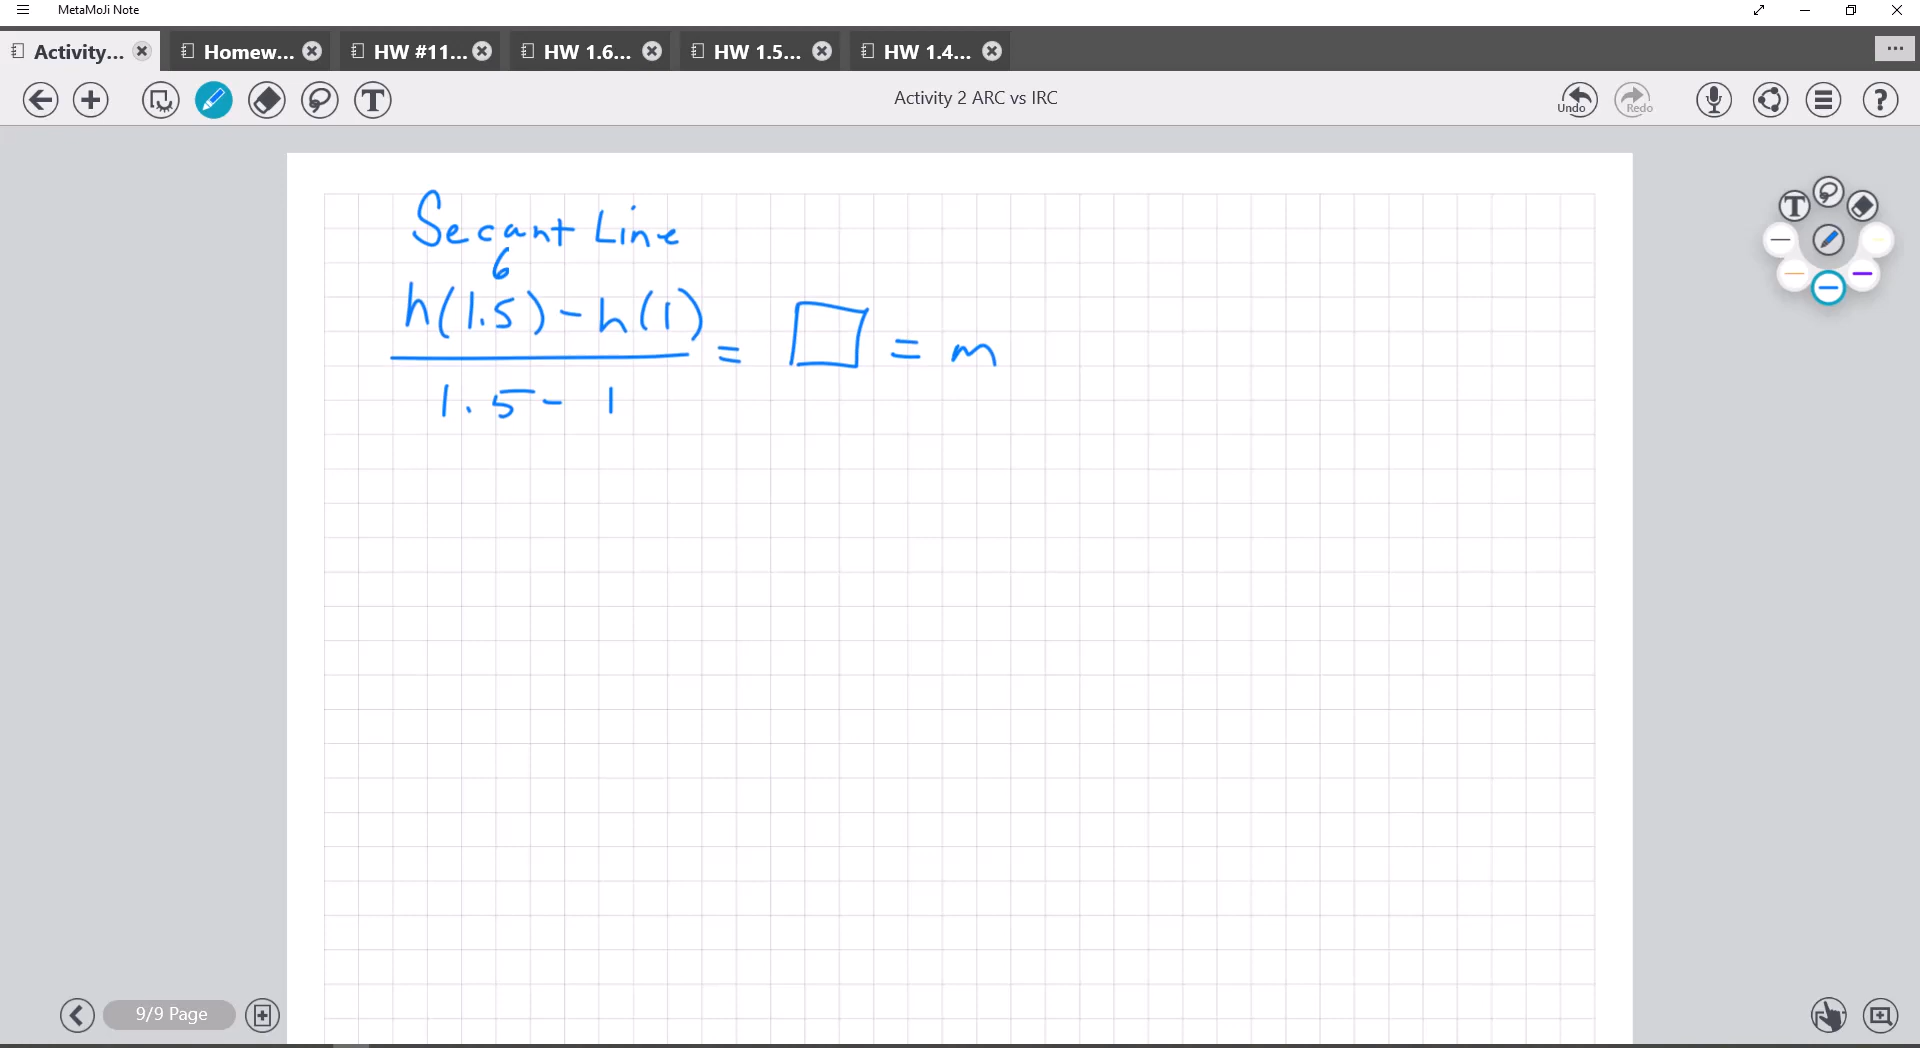 MetaMoJi Note
Activity...
Homew...
HW #11...
HW 1.6...
HW 1.5...
HW 1.4...
T
Activity 2 ARC vs IRC
Undo
Redo
?
T
Secant Line
6
h(1.5) - h(1)
= □ = m
1.5 - 1
9/9 Page